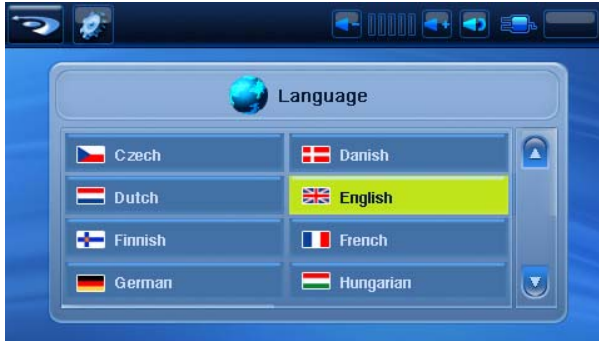 Language
Czech
Danish
Dutch
English
Finnish
French
German
Hungarian